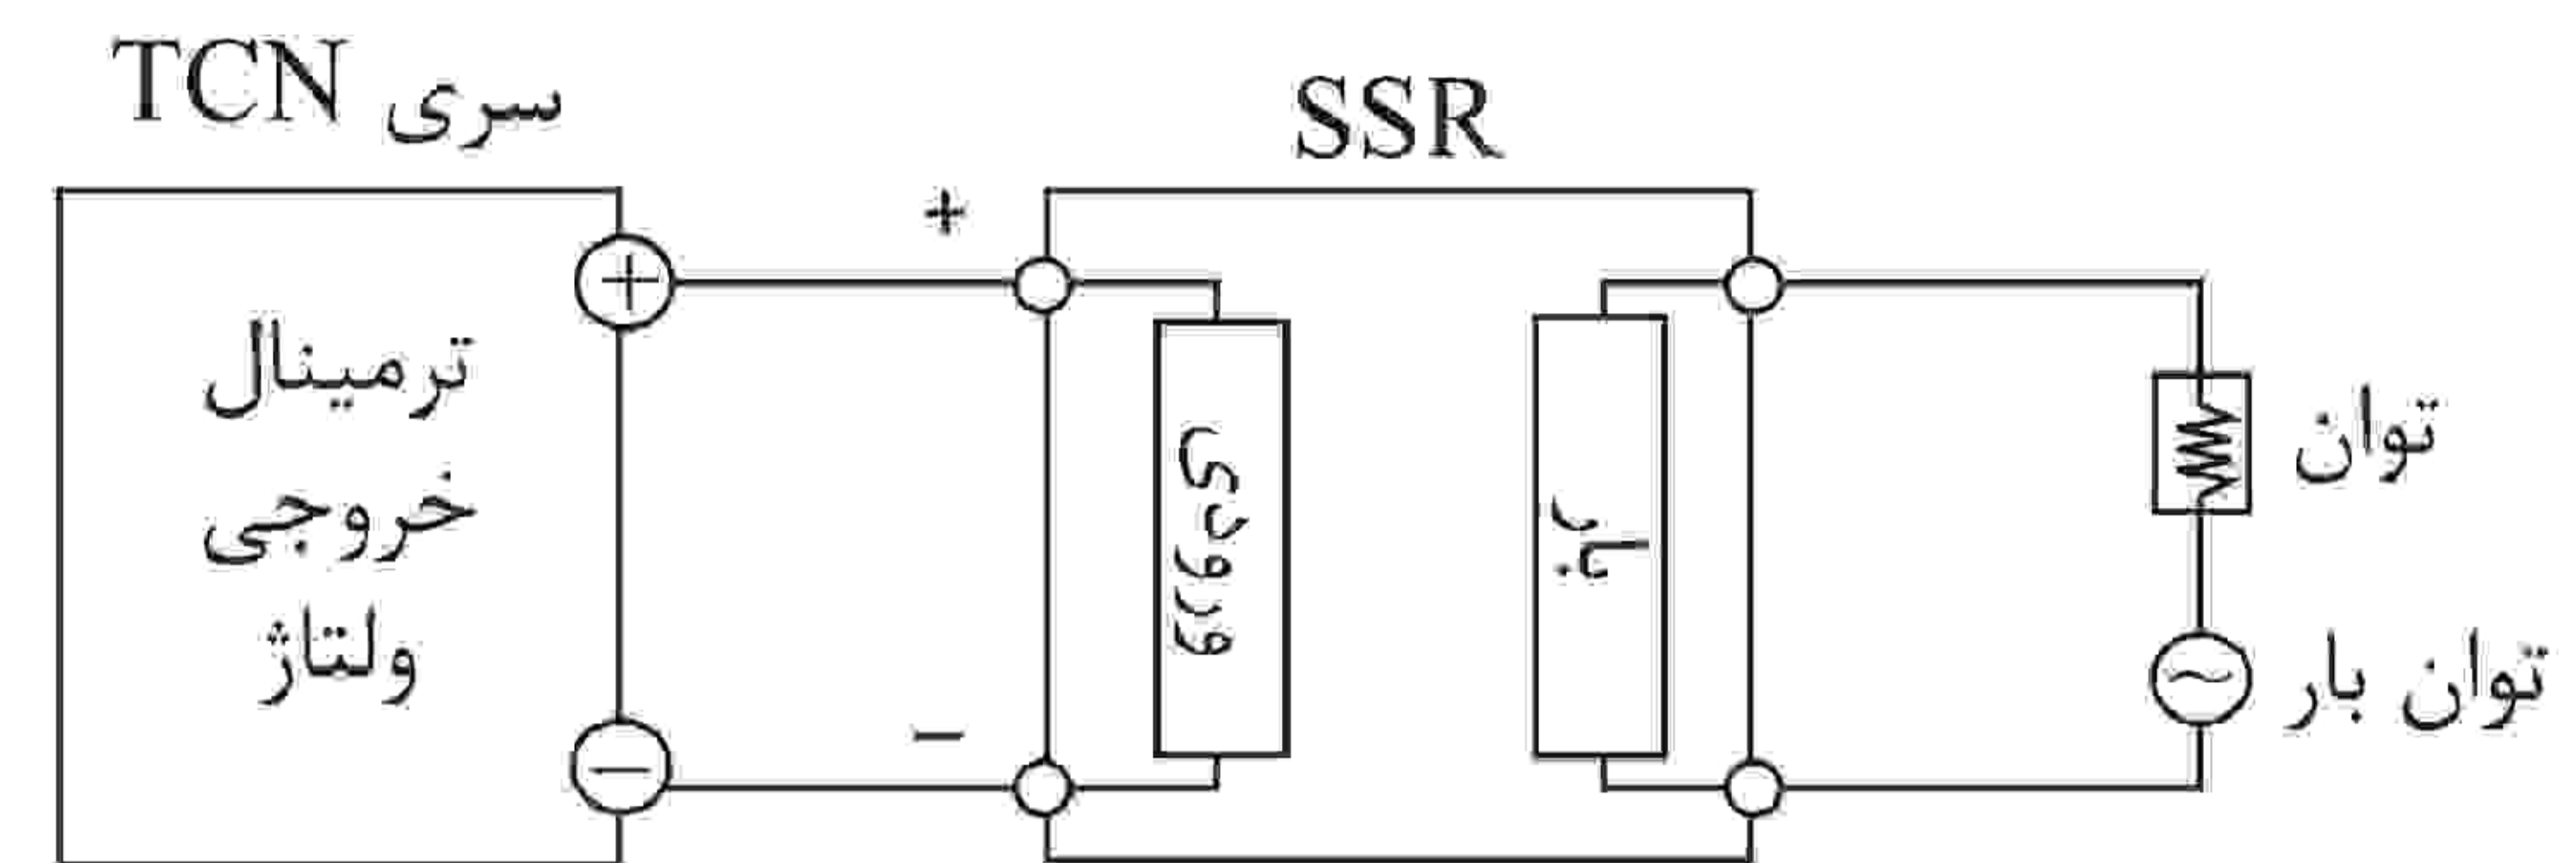 TCN سری
SSR
+
+
ترمینال
خروجی
ولتاژ
ورودی
بار
توان
توان بار
−
−